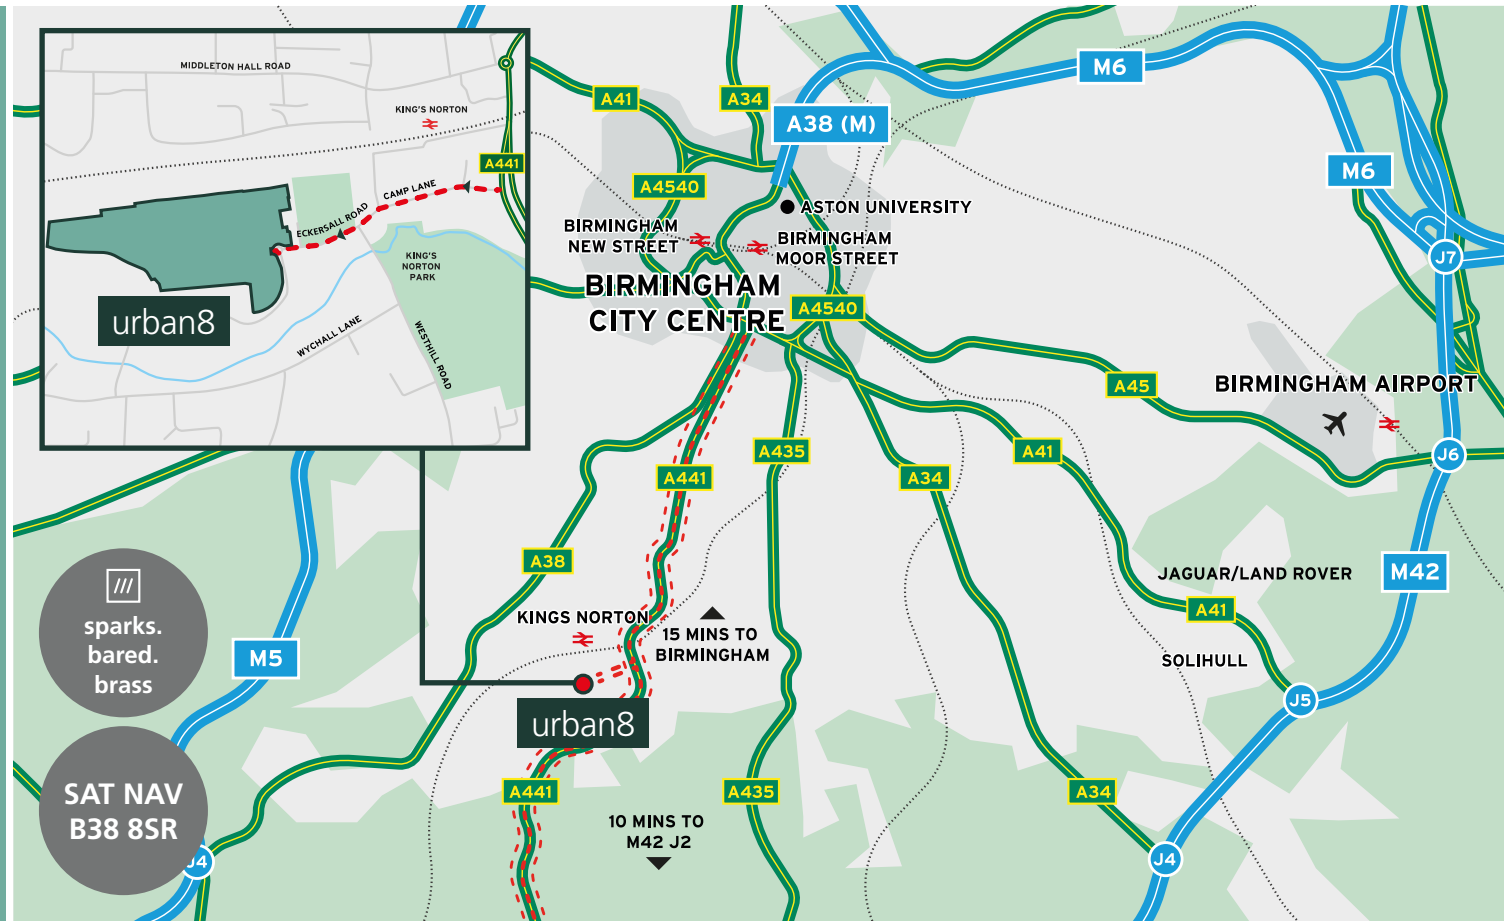 MIDDLETON HALL ROAD
KING'S NORTON
A441
CAMP LANE
ECKERSALL ROAD
KING'S
NORTON
PARK
urban8
WYCHALL LANE
WESTHILL ROAD
M6
A41
A34
A38 (M)
M6
A4540
ASTON UNIVERSITY
BIRMINGHAM
NEW STREET
BIRMINGHAM
MOOR STREET
J7
BIRMINGHAM
CITY CENTRE
A4540
A45
BIRMINGHAM AIRPORT
A435
A41
J6
A441
A34
A38
M42
JAGUAR/LAND ROVER
sparks.
bared.
brass
A41
KINGS NORTON
15 MINS TO
BIRMINGHAM
M5
SOLIHULL
J5
urban8
SAT NAV
B38 8SR
A441
A435
A34
10 MINS TO
M42 J2
J4
J4